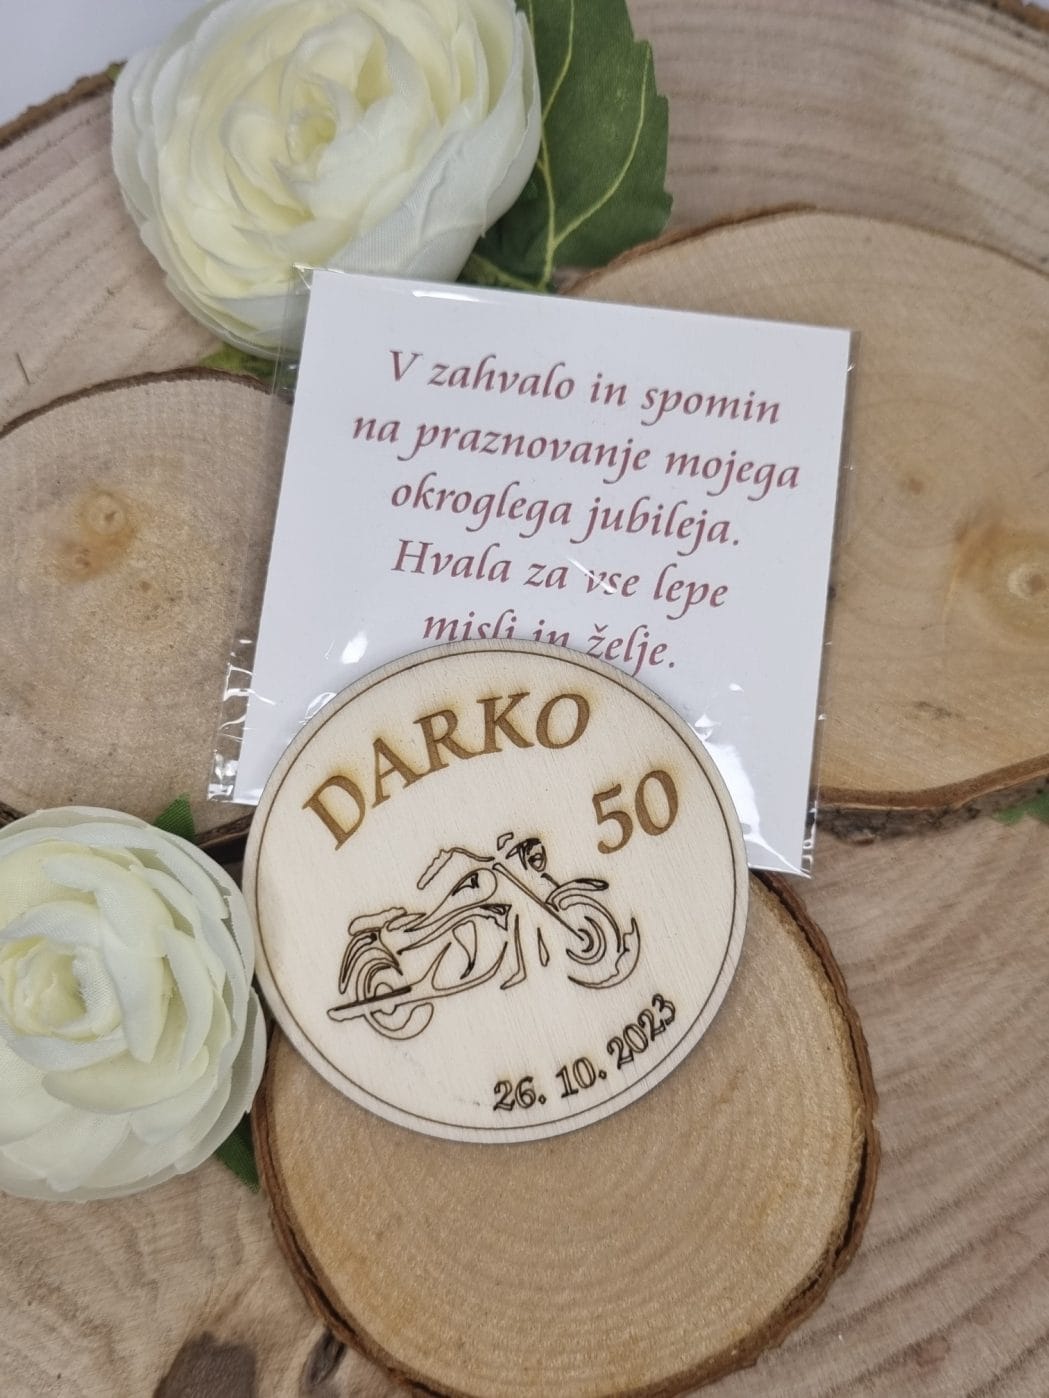 V zahvalo in spomin
na praznovanje mojega
okroglega jubileja.
Hvala za vse lepe
misli in želje.
DARKO
50
26. 10. 2023